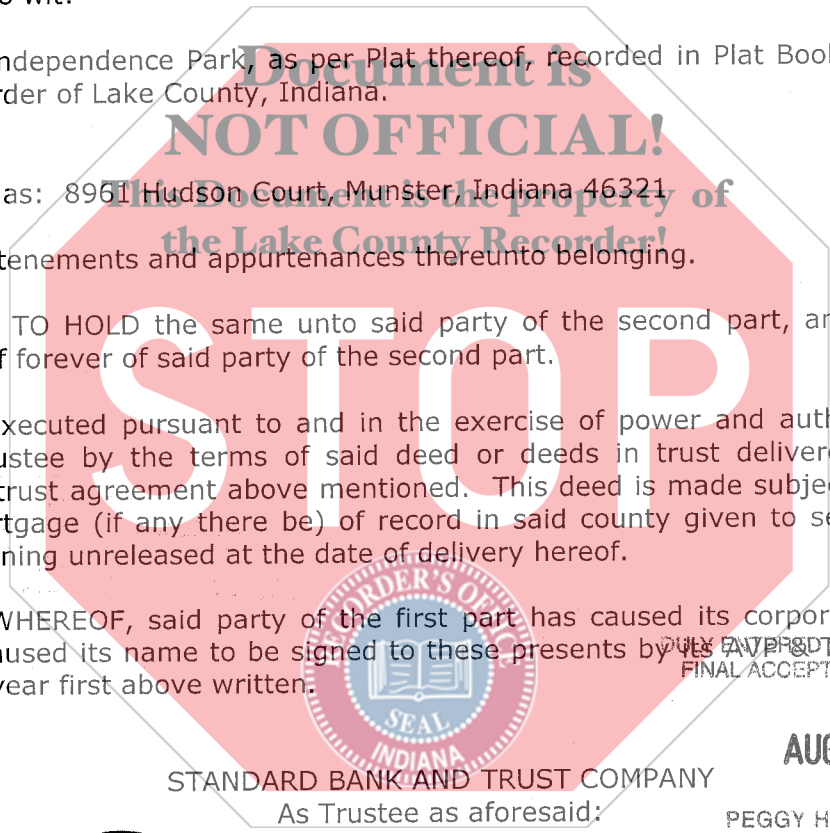 ndependence Park, as per Plat thereof, recorded in Plat Boo
Document is
rder of Lake County, Indiana.
NOT OFFICIAL!
as: 8961 Hudson Court, Munster, Indiana 46321
This Document is the property of
the Lake County Recorder!
tenements and appurtenances thereunto belonging.
TO HOLD the same unto said party of the second part, an
f forever of said party of the second part.
STOP
xecuted pursuant to and in the exercise of power and auth
ustee by the terms of said deed or deeds in trust deliver
trust agreement above mentioned. This deed is made subje
rtgage (if any there be) of record in said county given to se
ning unreleased at the date of delivery hereof.
WHEREOF, said party of the first part has caused its corpor
used its name to be signed to these presents by its AVP & T
DULY ENTERED
FINAL ACCEPT
year first above written.
RECORDER'S OFFICE
SEAL
INDIANA
AUG
STANDARD BANK AND TRUST COMPANY
As Trustee as aforesaid:
PEGGY H